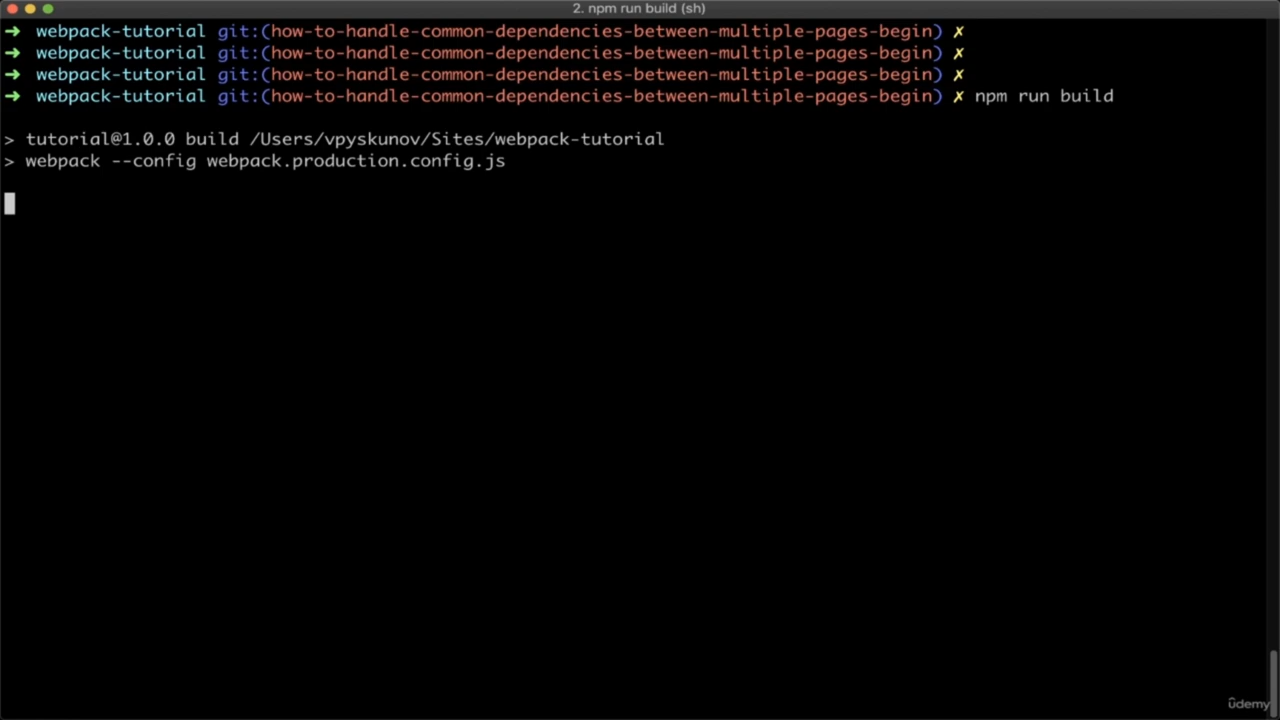 2. npm run build (sh)
➜ webpack-tutorial git:(how-to-handle-common-dependencies-between-multiple-pages-begin) ✗
➜ webpack-tutorial git:(how-to-handle-common-dependencies-between-multiple-pages-begin) ✗
➜ webpack-tutorial git:(how-to-handle-common-dependencies-between-multiple-pages-begin) ✗
➜ webpack-tutorial git:(how-to-handle-common-dependencies-between-multiple-pages-begin) ✗ npm run build
> tutorial@1.0.0 build /Users/vpyskunov/Sites/webpack-tutorial
> webpack --config webpack.production.config.js
ûdemy